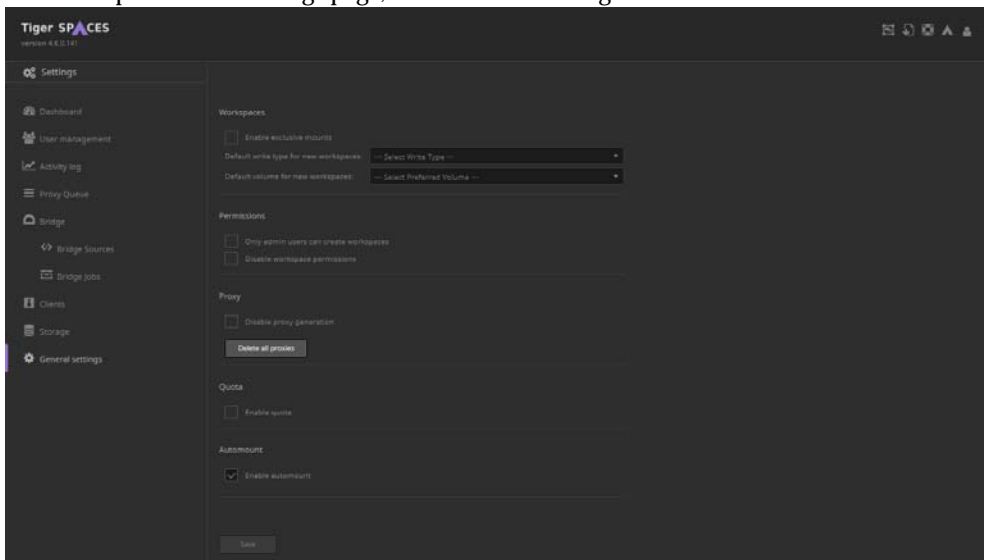 Tiger SPACES
version 4.6.0.141
Settings
Dashboard
User management
Activity log
Proxy Queue
Bridge
Bridge Sources
Bridge Jobs
Clients
Storage
General settings
Workspaces
Enable exclusive mounts
Default write type for new workspaces: --- Select Write Type ---
Default volume for new workspaces: --- Select Preferred Volume ---
Permissions
Only admin users can create workspaces
Disable workspace permissions
Proxy
Disable proxy generation
Delete all proxies
Quota
Enable quota
Automount
Enable automount
Save